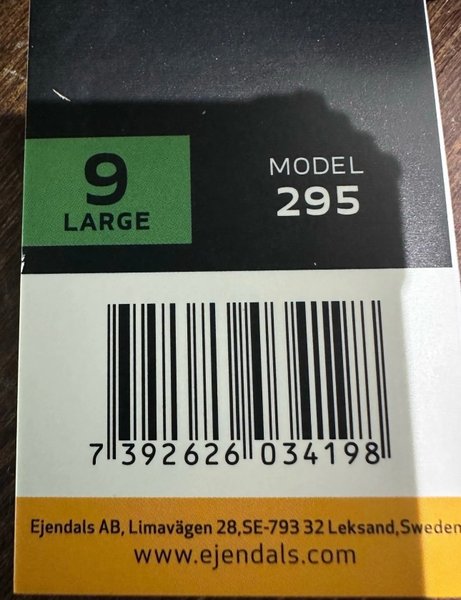 9
LARGE
MODEL
295
7 392626 034198
Ejendals AB, Limavägen 28,SE-793 32 Leksand,Sweden
www.ejendals.com